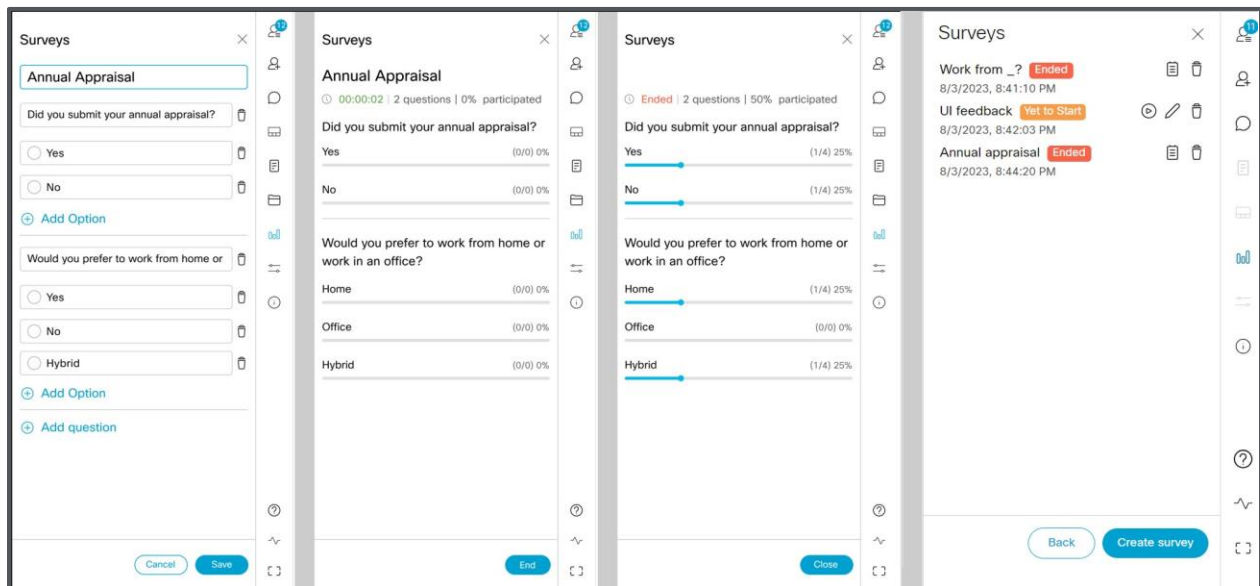 Surveys
12
Annual Appraisal
Did you submit your annual appraisal?
Yes
No
Add Option
Would you prefer to work from home or
Yes
No
Hybrid
Add Option
Add question
Cancel
Save
Surveys
12
Annual Appraisal
00:00:02 | 2 questions | 0% participated
Did you submit your annual appraisal?
Yes (0/0) 0%
No (0/0) 0%
Would you prefer to work from home or
work in an office?
Home (0/0) 0%
Office (0/0) 0%
Hybrid (0/0) 0%
End
Surveys
12
Ended | 2 questions | 50% participated
Did you submit your annual appraisal?
Yes (1/4) 25%
No (1/4) 25%
Would you prefer to work from home or
work in an office?
Home (1/4) 25%
Office (0/0) 0%
Hybrid (1/4) 25%
Close
Surveys
11
Work from _? Ended
8/3/2023, 8:41:10 PM
UI feedback Yet to Start
8/3/2023, 8:42:03 PM
Annual appraisal Ended
8/3/2023, 8:44:20 PM
Back
Create survey